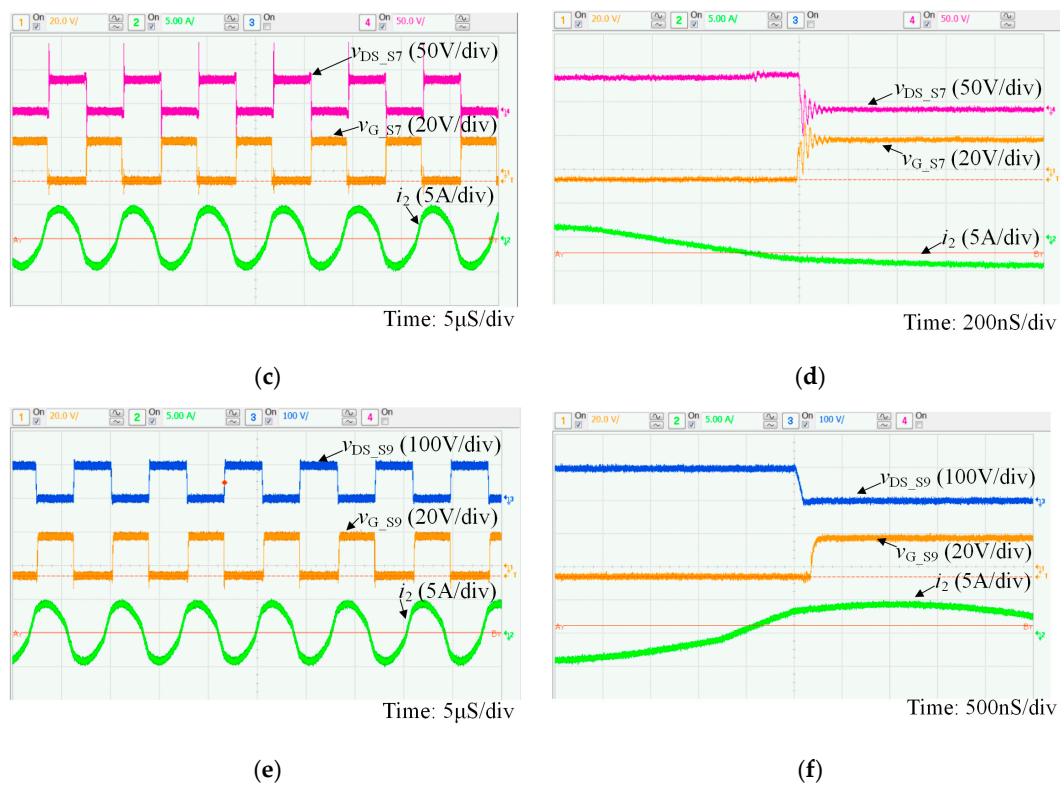 1 On 20.0 V/ 2 On 5.00 A/ 3 On 4 On 50.0 V/
vDS_S7 (50V/div)
vG_S7 (20V/div)
i2 (5A/div)
Time: 5μS/div
(c)
1 On 20.0 V/ 2 On 5.00 A/ 3 On 4 On 50.0 V/
vDS_S7 (50V/div)
vG_S7 (20V/div)
i2 (5A/div)
Time: 200nS/div
(d)
1 On 20.0 V/ 2 On 5.00 A/ 3 On 100 V/ 4 On
vDS_S9 (100V/div)
vG_S9 (20V/div)
i2 (5A/div)
Time: 5μS/div
(e)
1 On 20.0 V/ 2 On 5.00 A/ 3 On 100 V/ 4 On
vDS_S9 (100V/div)
vG_S9 (20V/div)
i2 (5A/div)
Time: 500nS/div
(f)